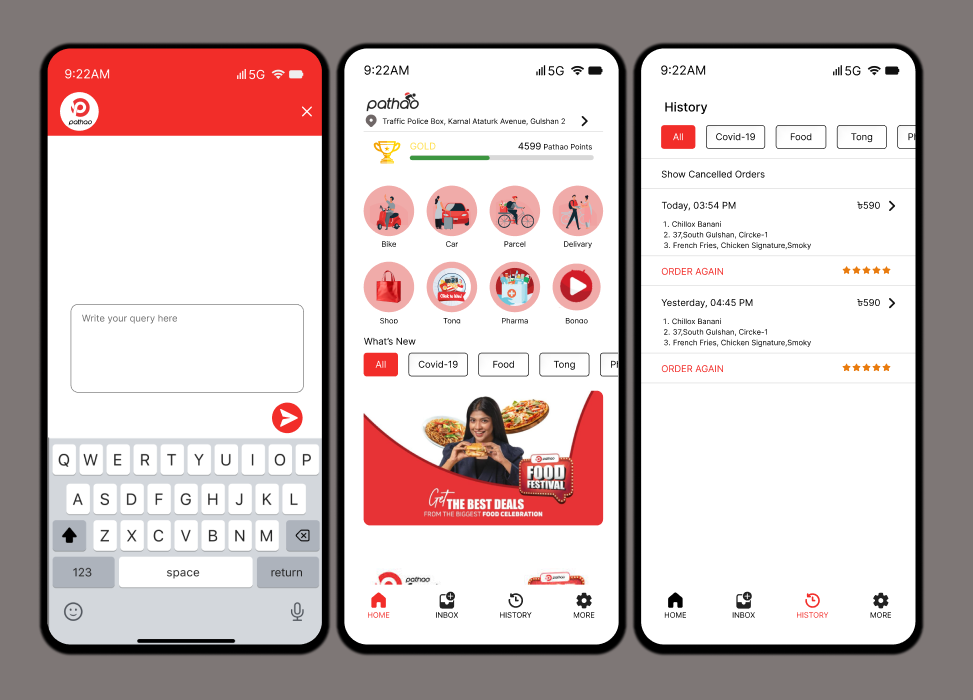 9:22AM
5G
pathao
Write your query here
Q W E R T Y U I O P
A S D F G H J K L
Z X C V B N M
123
space
return
9:22AM
5G
pathao
Traffic Police Box, Karnal Ataturk Avenue, Gulshan 2
GOLD
4599 Pathao Points
Bike
Car
Parcel
Delivary
Shop
Tong
Pharma
Bongo
What's New
All
Covid-19
Food
Tong
Ph
pathao
FOOD
FESTIVAL
Get THE BEST DEALS
FROM THE BIGGEST FOOD CELEBRATION
pathao
pathao
HOME
INBOX
HISTORY
MORE
9:22AM
5G
History
All
Covid-19
Food
Tong
Show Cancelled Orders
Today, 03:54 PM
৳590
1. Chillox Banani
2. 37,South Gulshan, Circke-1
3. French Fries, Chicken Signature,Smoky
ORDER AGAIN
Yesterday, 04:45 PM
৳590
1. Chillox Banani
2. 37,South Gulshan, Circke-1
3. French Fries, Chicken Signature,Smoky
ORDER AGAIN
HOME
INBOX
HISTORY
MORE